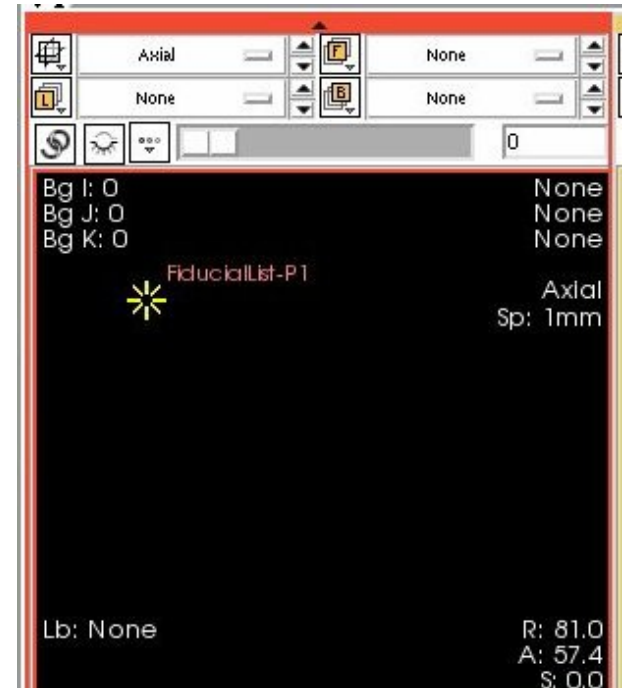 Axial
F
None
L
None
B
None
0
Bg I: 0
None
Bg J: 0
None
Bg K: 0
None
FiducialList-P1
Axial
Sp: 1mm
Lb: None
R: 81.0
A: 57.4
S: 0.0